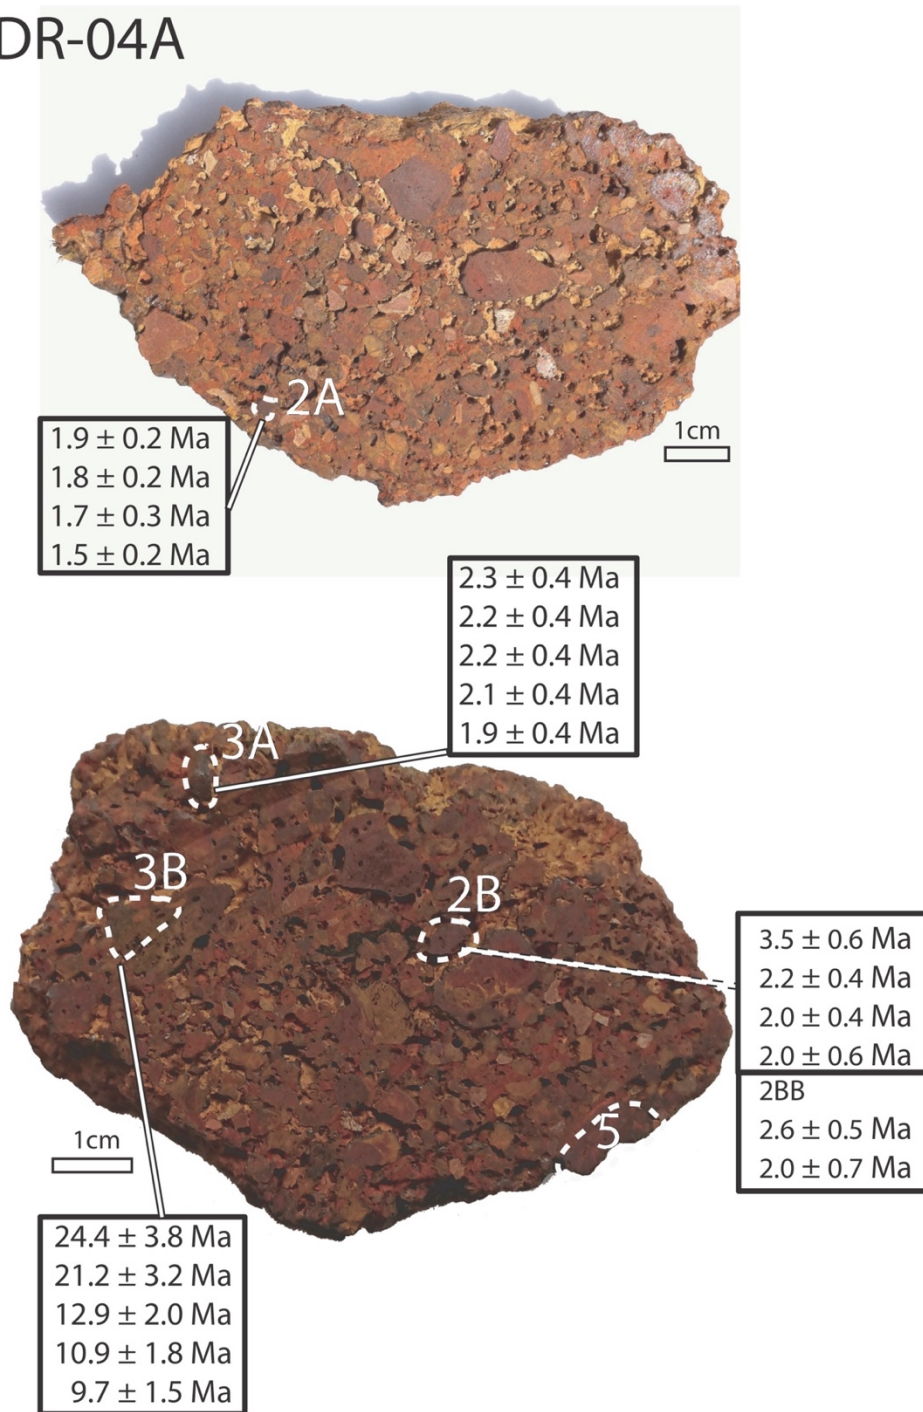 DR-04A
2A
1.9 ± 0.2 Ma
1.8 ± 0.2 Ma
1.7 ± 0.3 Ma
1.5 ± 0.2 Ma
1cm
2.3 ± 0.4 Ma
2.2 ± 0.4 Ma
2.2 ± 0.4 Ma
2.1 ± 0.4 Ma
1.9 ± 0.4 Ma
3A
3B
2B
3.5 ± 0.6 Ma
2.2 ± 0.4 Ma
2.0 ± 0.4 Ma
2.0 ± 0.6 Ma
2BB
2.6 ± 0.5 Ma
2.0 ± 0.7 Ma
5
1cm
24.4 ± 3.8 Ma
21.2 ± 3.2 Ma
12.9 ± 2.0 Ma
10.9 ± 1.8 Ma
9.7 ± 1.5 Ma